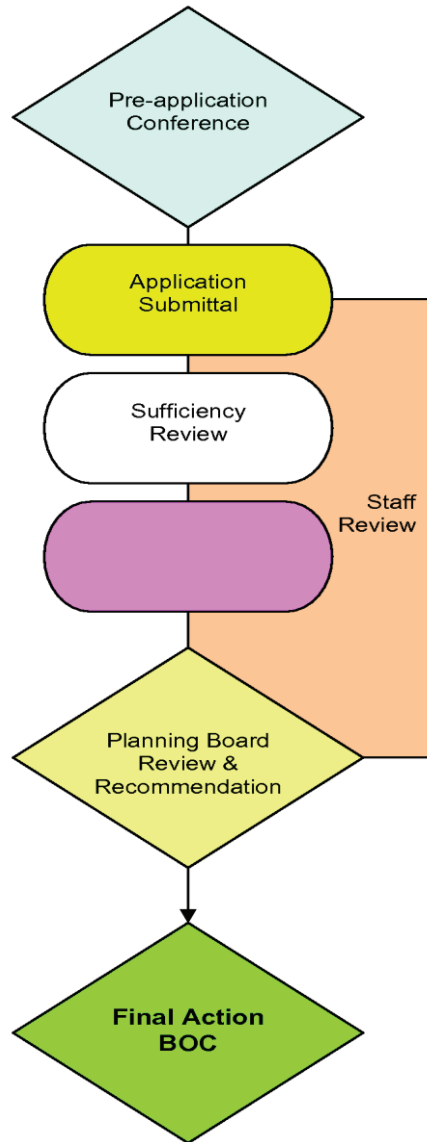 Pre-application
Conference
Application
Submittal
Sufficiency
Review
Staff
Review
Planning Board
Review &
Recommendation
Final Action
BOC